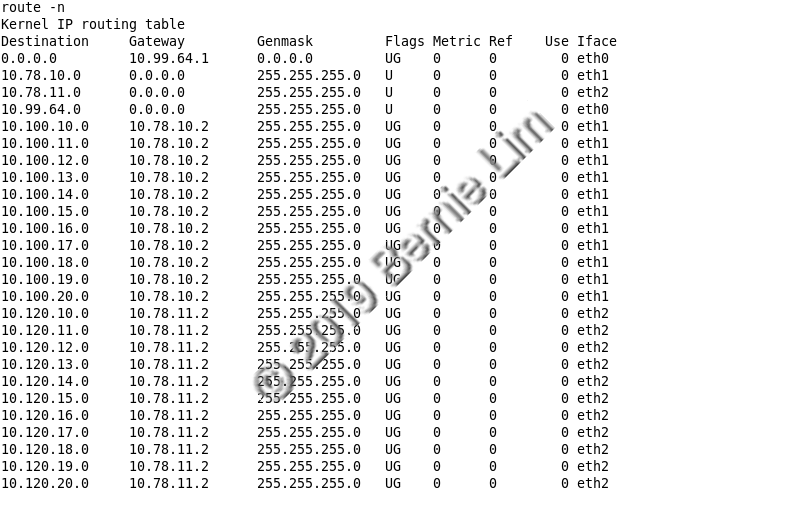 route -n
Kernel IP routing table
Destination     Gateway         Genmask         Flags Metric Ref    Use Iface
0.0.0.0         10.99.64.1      0.0.0.0         UG    0      0        0 eth0
10.78.10.0      0.0.0.0         255.255.255.0   U     0      0        0 eth1
10.78.11.0      0.0.0.0         255.255.255.0   U     0      0        0 eth2
10.99.64.0      0.0.0.0         255.255.255.0   U     0      0        0 eth0
10.100.10.0     10.78.10.2      255.255.255.0   UG    0      0        0 eth1
10.100.11.0     10.78.10.2      255.255.255.0   UG    0      0        0 eth1
10.100.12.0     10.78.10.2      255.255.255.0   UG    0      0        0 eth1
10.100.13.0     10.78.10.2      255.255.255.0   UG    0      0        0 eth1
10.100.14.0     10.78.10.2      255.255.255.0   UG    0      0        0 eth1
10.100.15.0     10.78.10.2      255.255.255.0   UG    0      0        0 eth1
10.100.16.0     10.78.10.2      255.255.255.0   UG    0      0        0 eth1
10.100.17.0     10.78.10.2      255.255.255.0   UG    0      0        0 eth1
10.100.18.0     10.78.10.2      255.255.255.0   UG    0      0        0 eth1
10.100.19.0     10.78.10.2      255.255.255.0   UG    0      0        0 eth1
10.100.20.0     10.78.10.2      255.255.255.0   UG    0      0        0 eth1
10.120.10.0     10.78.11.2      255.255.255.0   UG    0      0        0 eth2
10.120.11.0     10.78.11.2      255.255.255.0   UG    0      0        0 eth2
10.120.12.0     10.78.11.2      255.255.255.0   UG    0      0        0 eth2
10.120.13.0     10.78.11.2      255.255.255.0   UG    0      0        0 eth2
10.120.14.0     10.78.11.2      255.255.255.0   UG    0      0        0 eth2
10.120.15.0     10.78.11.2      255.255.255.0   UG    0      0        0 eth2
10.120.16.0     10.78.11.2      255.255.255.0   UG    0      0        0 eth2
10.120.17.0     10.78.11.2      255.255.255.0   UG    0      0        0 eth2
10.120.18.0     10.78.11.2      255.255.255.0   UG    0      0        0 eth2
10.120.19.0     10.78.11.2      255.255.255.0   UG    0      0        0 eth2
10.120.20.0     10.78.11.2      255.255.255.0   UG    0      0        0 eth2
© 2019 Bernie Lim